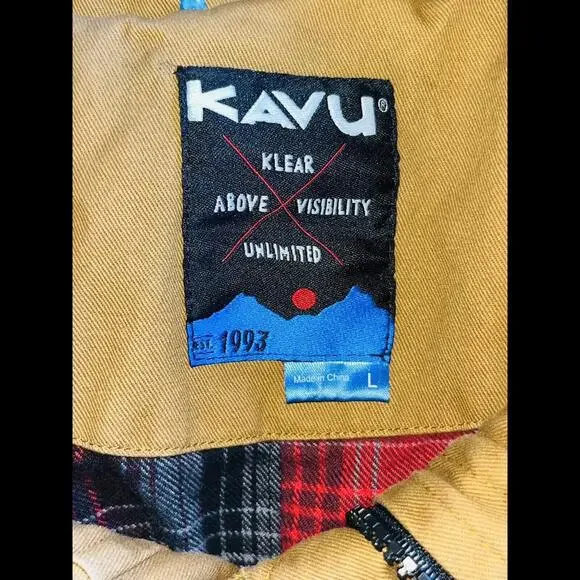 KAVU®
KLEAR
ABOVE VISIBILITY
UNLIMITED
EST. 1993
Made in China L